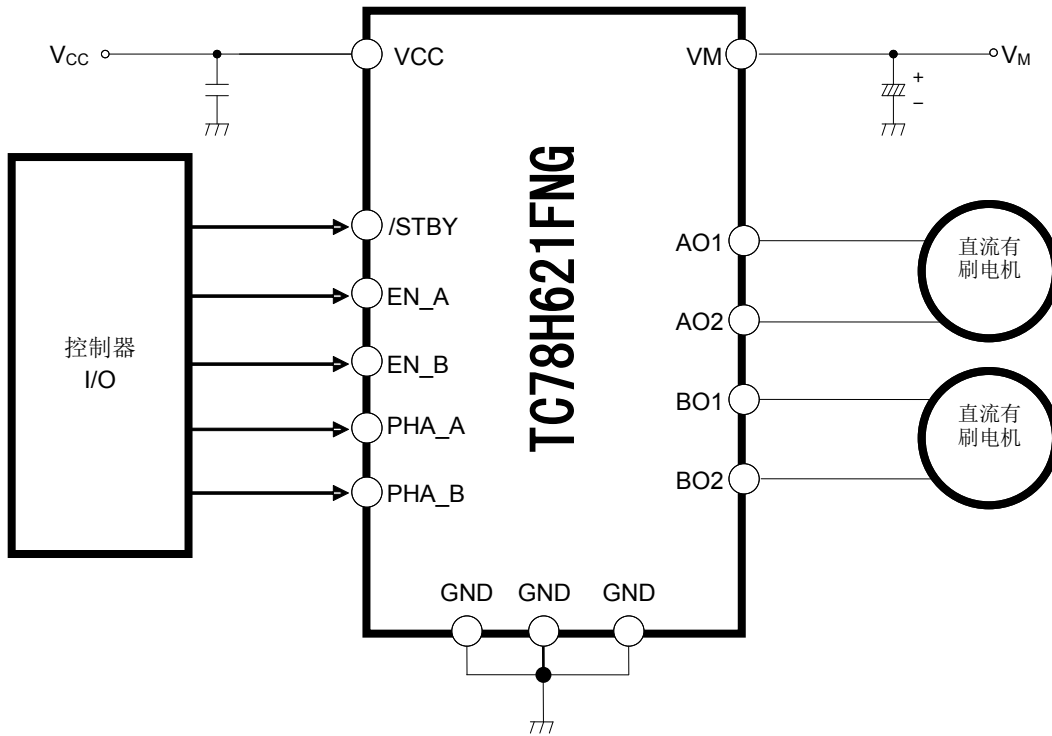 VCC
VCC
VM
VM
+
−
TC78H621FNG
控制器
I/O
/STBY
EN_A
EN_B
PHA_A
PHA_B
AO1
AO2
BO1
BO2
直流有
刷电机
直流有
刷电机
GND
GND
GND